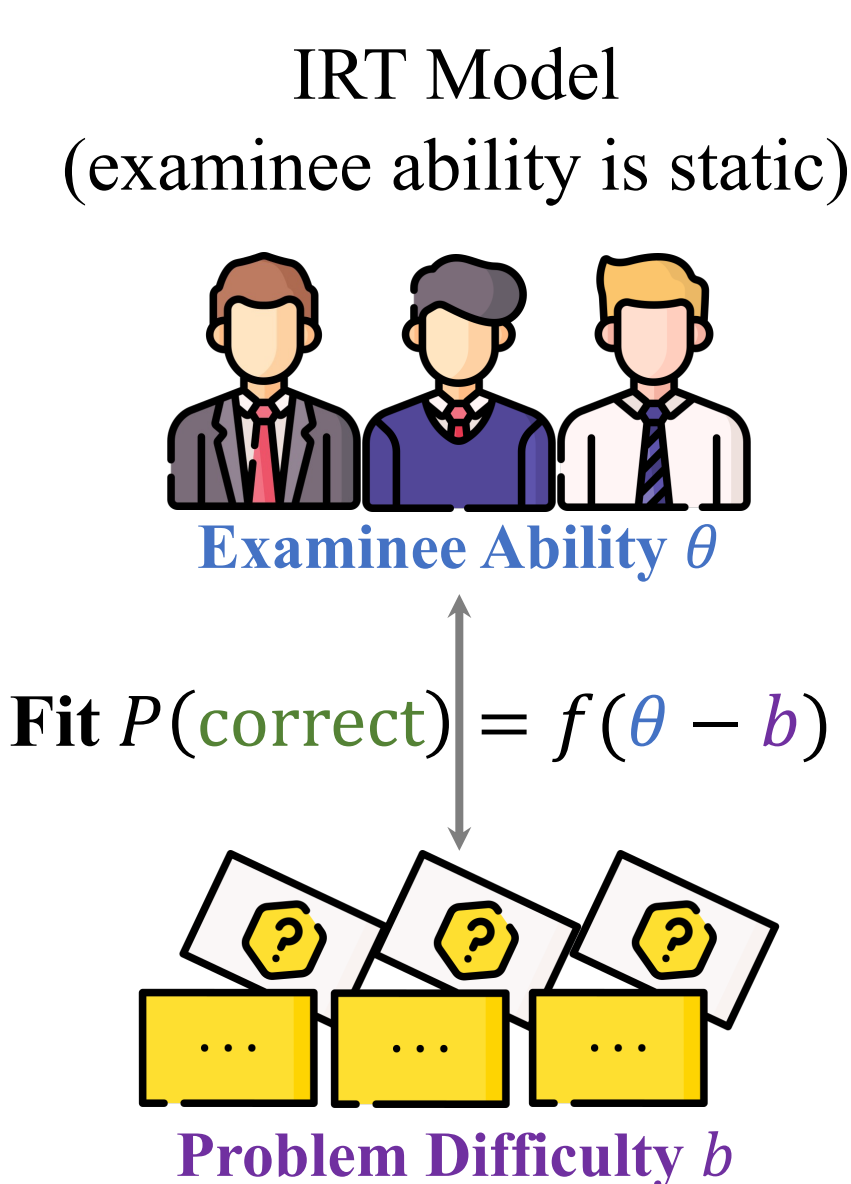 IRT Model
(examinee ability is static)
Examinee Ability θ
Fit P(correct) = f(θ − b)
? ? ?
... ... ...
Problem Difficulty b